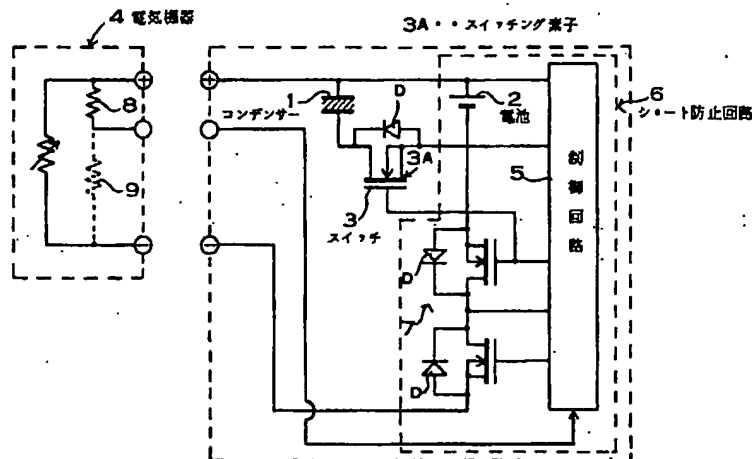 4 電気機器
3A・・スイッチング素子
8
9
1
コンデンサー
D
3A
3
スイッチ
2
電池
5
制御回路
6
ショート防止回路
D
7
D